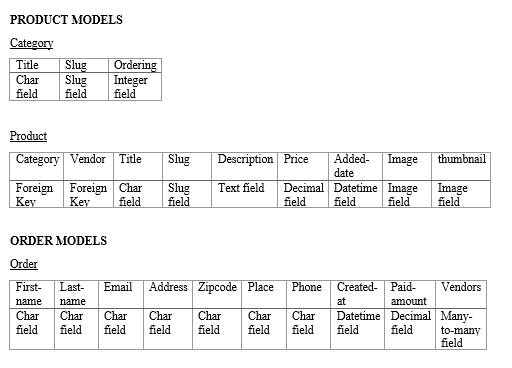 PRODUCT MODELS
Category
Title Slug Ordering
Char field Slug field Integer field
Product
Category Vendor Title Slug Description Price Added-date Image thumbnail
Foreign Key Foreign Key Char field Slug field Text field Decimal field Datetime field Image field Image field
ORDER MODELS
Order
First-name Last-name Email Address Zipcode Place Phone Created-at Paid-amount Vendors
Char field Char field Char field Char field Char field Char field Char field Datetime field Decimal field Many-to-many field